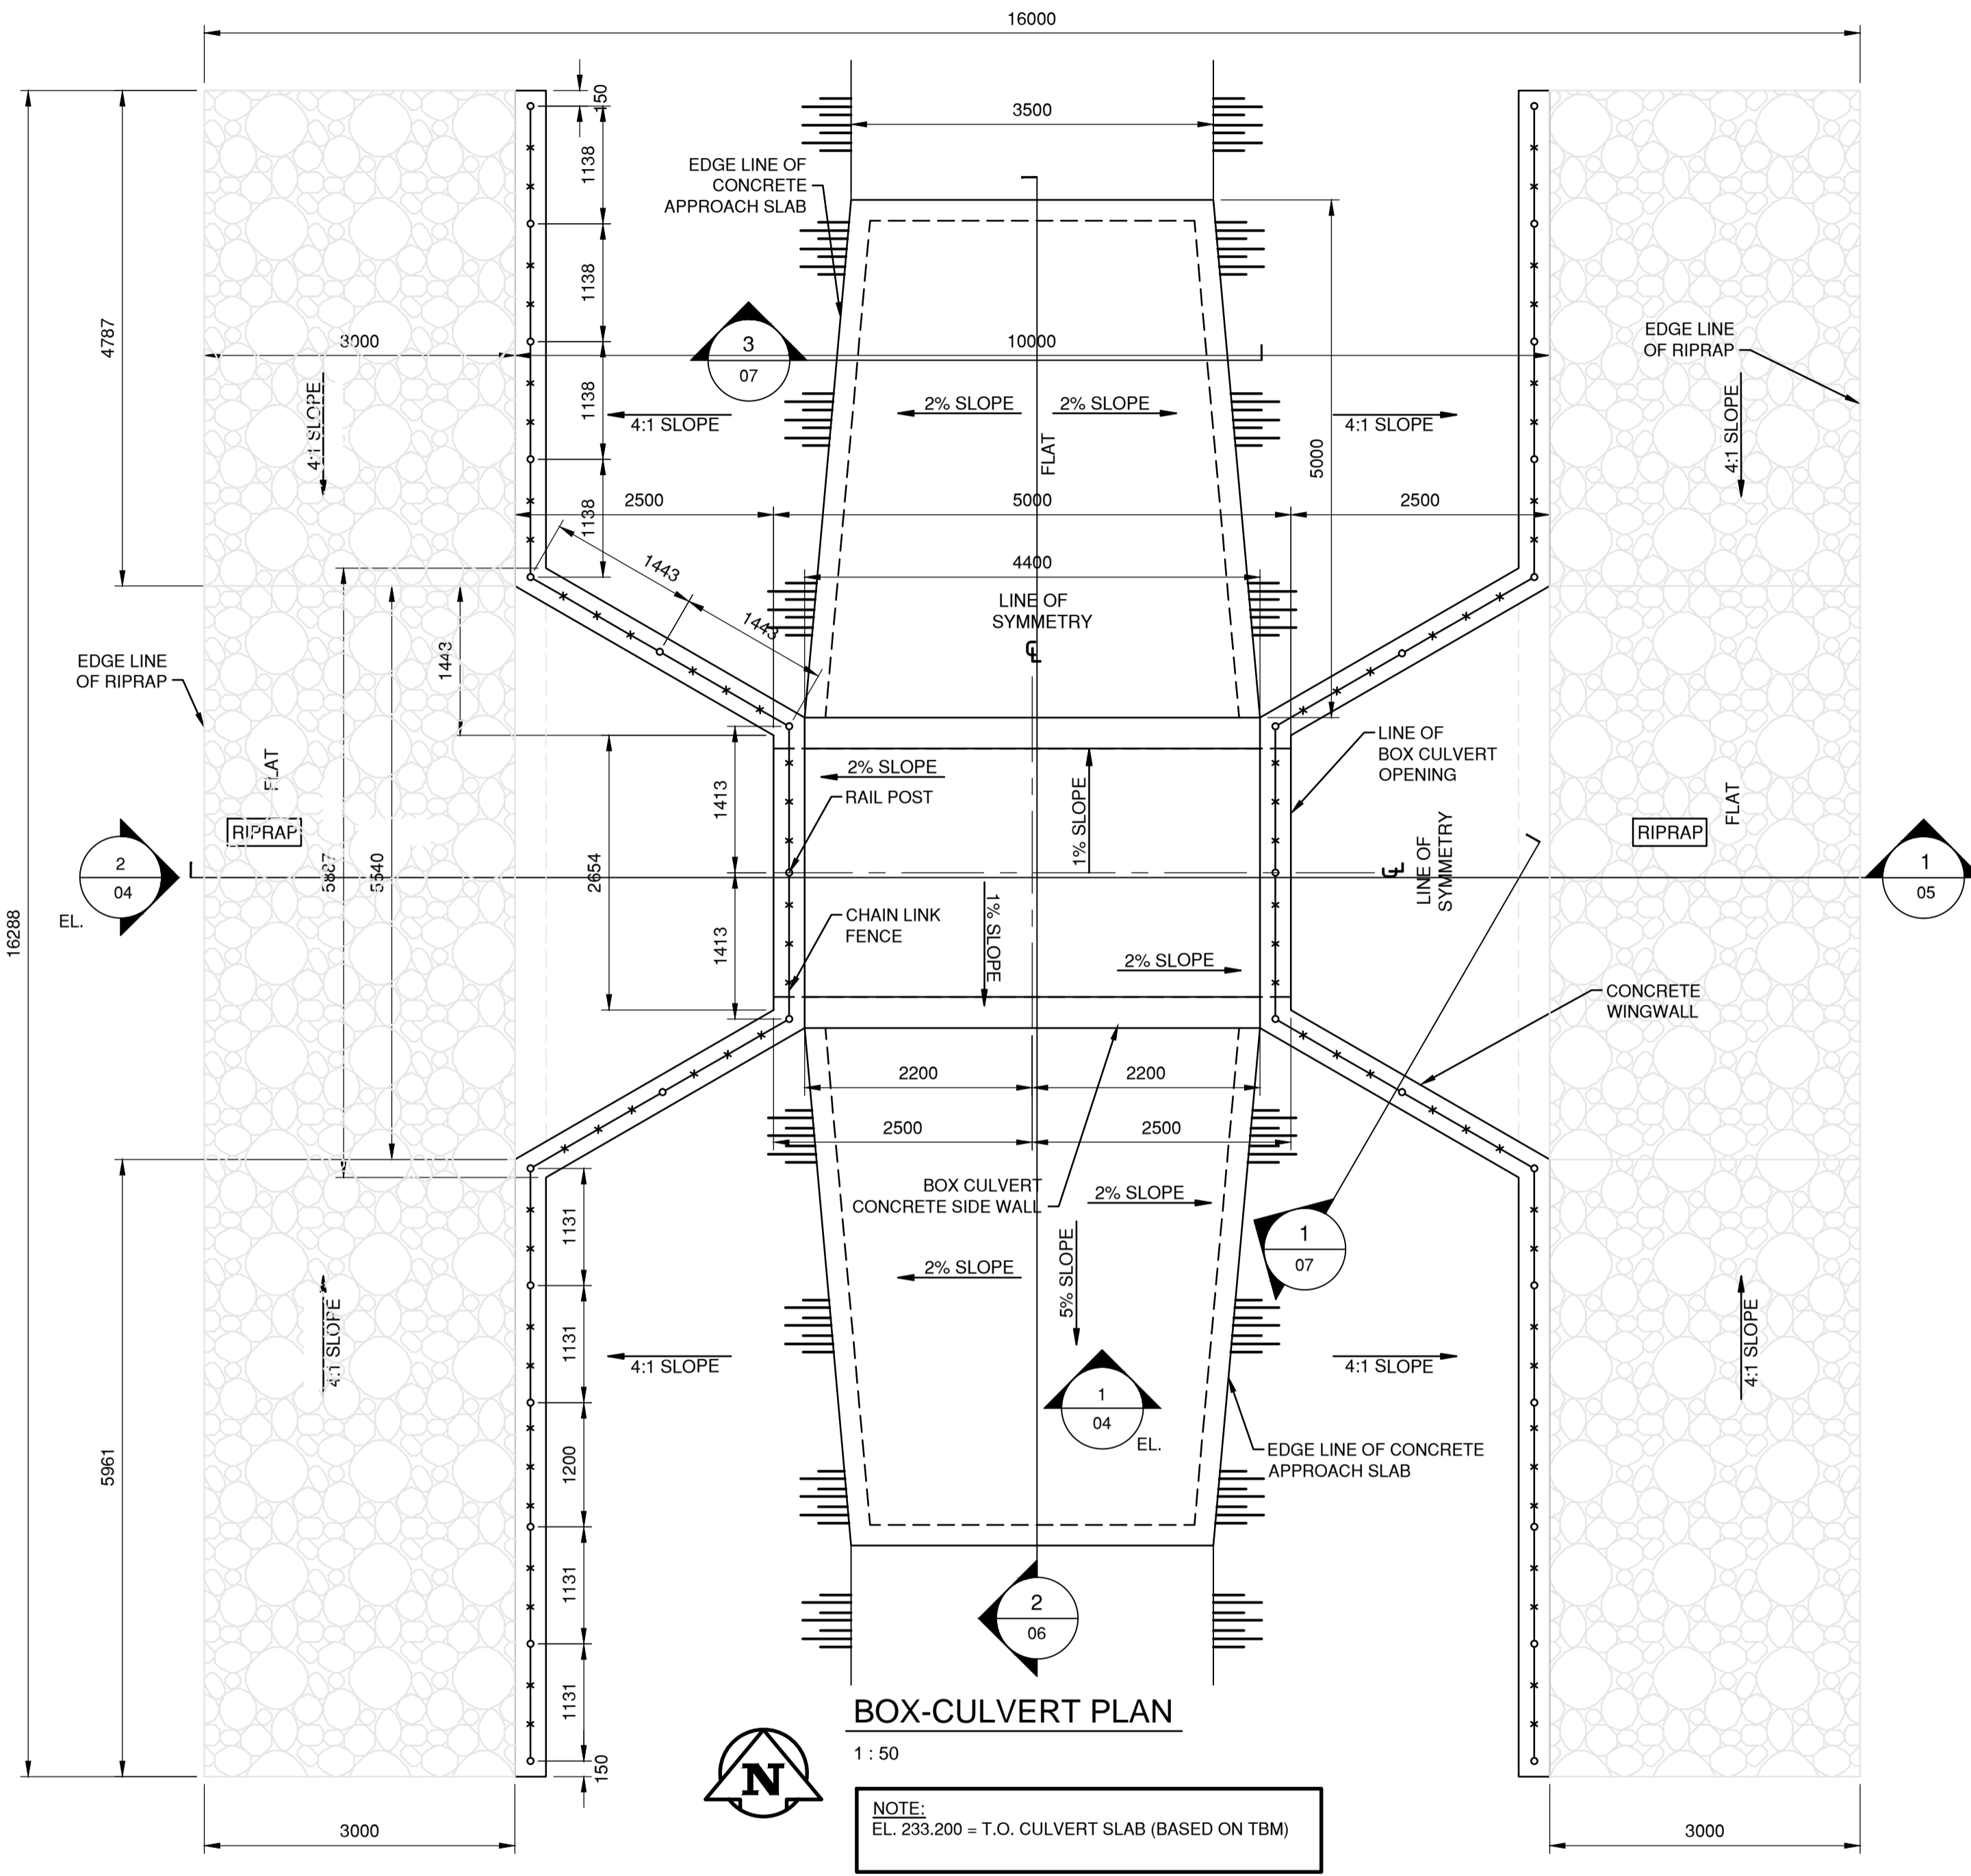 16000
150
3500
1138
EDGE LINE OF
CONCRETE
APPROACH SLAB
1138
4787
3000
3
07
10000
EDGE LINE
OF RIPRAP
4:1 SLOPE
1138
4:1 SLOPE
2% SLOPE
2% SLOPE
FLAT
4:1 SLOPE
5000
4:1 SLOPE
2500
1138
5000
2500
1443
4400
1443
LINE OF
SYMMETRY
℄
1443
EDGE LINE
OF RIPRAP
FLAT
RIPRAP
2
04
EL.
16288
5887
5540
2654
1413
2% SLOPE
RAIL POST
1% SLOPE
LINE OF
BOX CULVERT
OPENING
℄
LINE OF
SYMMETRY
FLAT
RIPRAP
1
05
1413
CHAIN LINK
FENCE
1% SLOPE
2% SLOPE
CONCRETE
WINGWALL
2200
2200
2500
2500
BOX CULVERT
CONCRETE SIDE WALL
2% SLOPE
1
07
1131
2% SLOPE
5% SLOPE
4:1 SLOPE
1131
4:1 SLOPE
1
04
EL.
4:1 SLOPE
4:1 SLOPE
5961
1200
EDGE LINE OF CONCRETE
APPROACH SLAB
1131
2
06
1131
150
BOX-CULVERT PLAN
1 : 50
N
NOTE:
EL. 233.200 = T.O. CULVERT SLAB (BASED ON TBM)
3000
3000